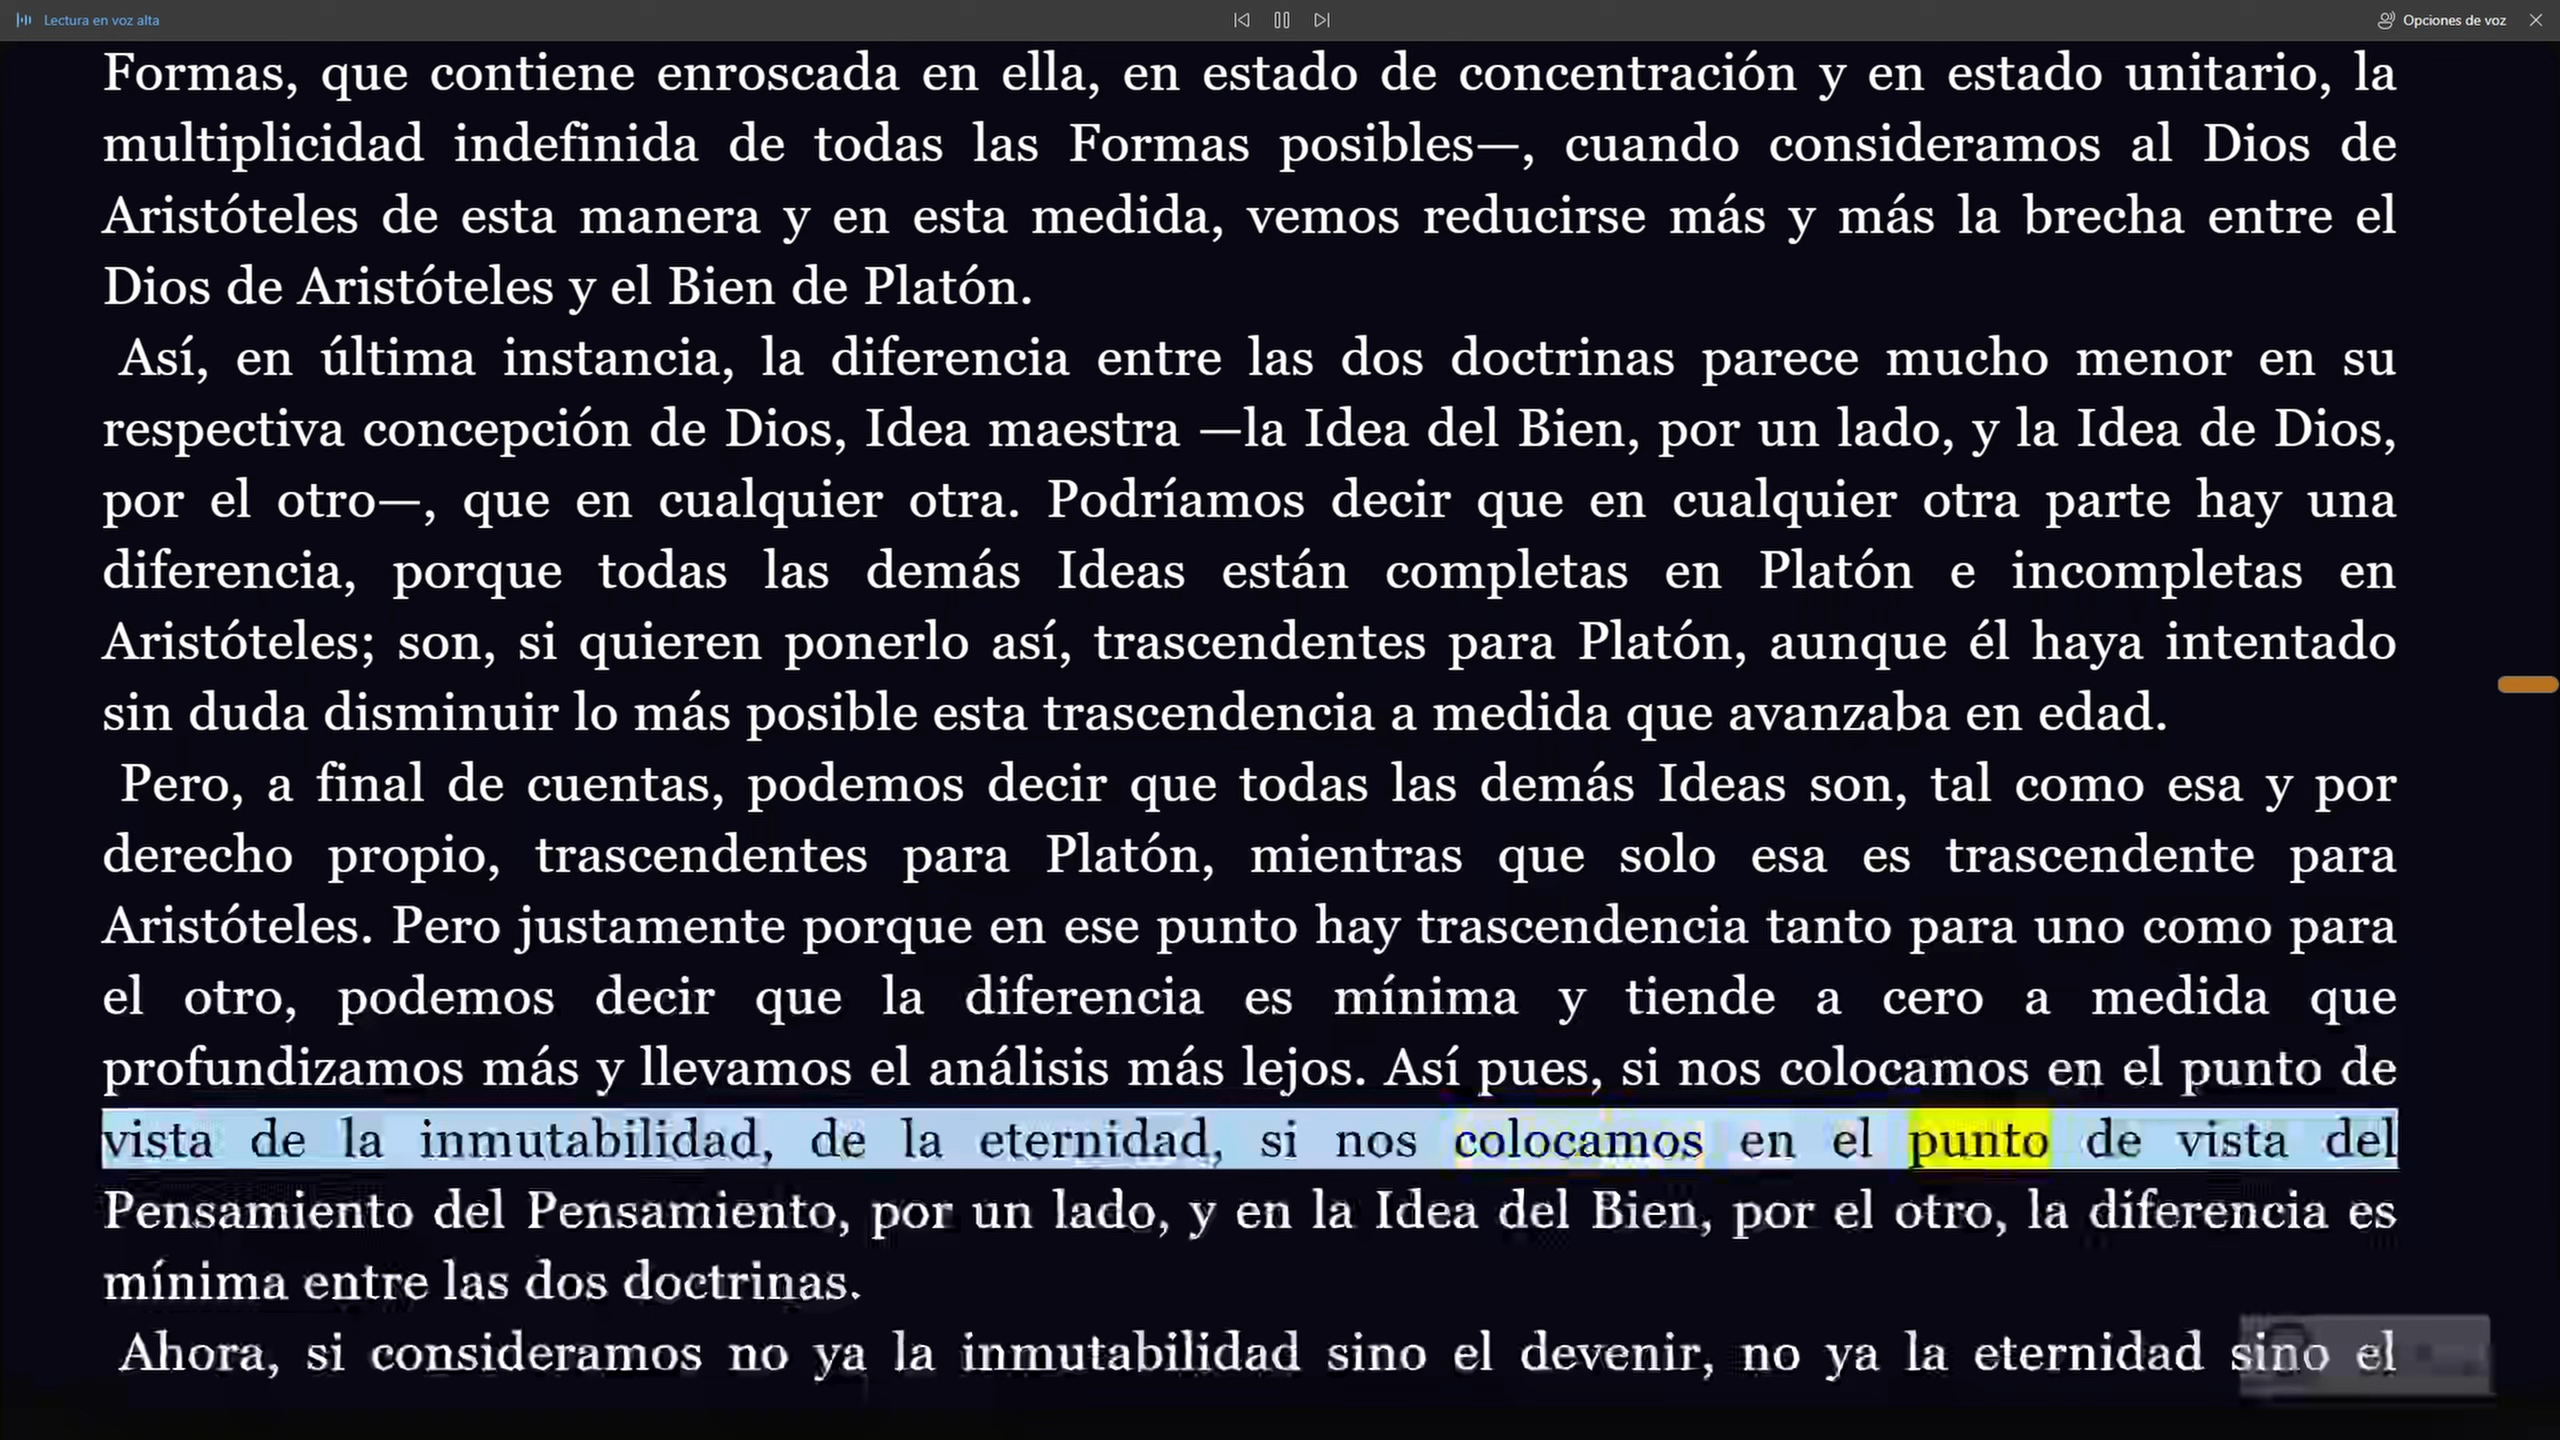 Lectura en voz alta
Opciones de voz
Formas, que contiene enroscada en ella, en estado de concentración y en estado unitario, la
multiplicidad indefinida de todas las Formas posibles—, cuando consideramos al Dios de
Aristóteles de esta manera y en esta medida, vemos reducirse más y más la brecha entre el
Dios de Aristóteles y el Bien de Platón.
Así, en última instancia, la diferencia entre las dos doctrinas parece mucho menor en su
respectiva concepción de Dios, Idea maestra —la Idea del Bien, por un lado, y la Idea de Dios,
por el otro—, que en cualquier otra. Podríamos decir que en cualquier otra parte hay una
diferencia, porque todas las demás Ideas están completas en Platón e incompletas en
Aristóteles; son, si quieren ponerlo así, trascendentes para Platón, aunque él haya intentado
sin duda disminuir lo más posible esta trascendencia a medida que avanzaba en edad.
Pero, a final de cuentas, podemos decir que todas las demás Ideas son, tal como esa y por
derecho propio, trascendentes para Platón, mientras que solo esa es trascendente para
Aristóteles. Pero justamente porque en ese punto hay trascendencia tanto para uno como para
el otro, podemos decir que la diferencia es mínima y tiende a cero a medida que
profundizamos más y llevamos el análisis más lejos. Así pues, si nos colocamos en el punto de
vista de la inmutabilidad, de la eternidad, si nos colocamos en el punto de vista del
Pensamiento del Pensamiento, por un lado, y en la Idea del Bien, por el otro, la diferencia es
mínima entre las dos doctrinas.
Ahora, si consideramos no ya la inmutabilidad sino el devenir, no ya la eternidad sino el